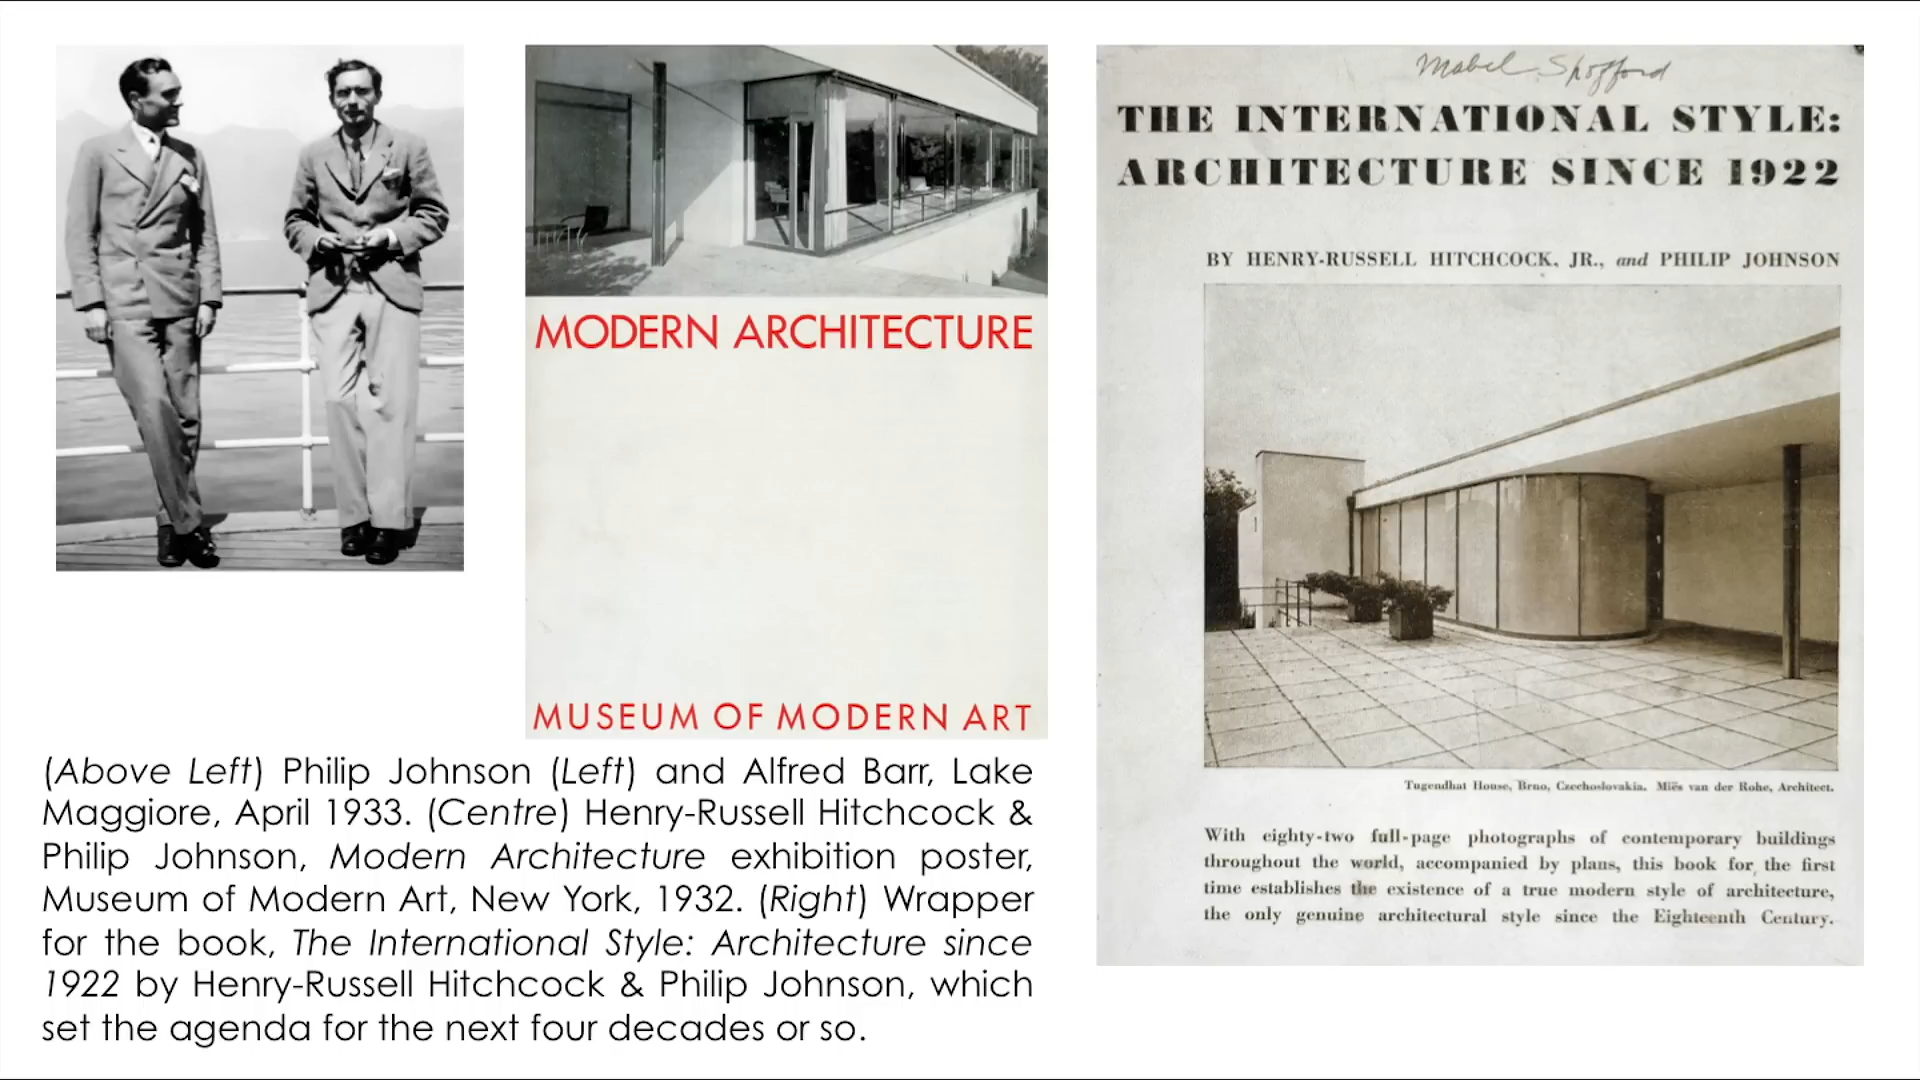 MODERN ARCHITECTURE
MUSEUM OF MODERN ART
Mabel Spofford
THE INTERNATIONAL STYLE:
ARCHITECTURE SINCE 1922
BY HENRY-RUSSELL HITCHCOCK, JR., and PHILIP JOHNSON
Tugendhat House, Brno, Czechoslovakia. Miës van der Rohe, Architect.
With eighty-two full-page photographs of contemporary buildings
throughout the world, accompanied by plans, this book for the first
time establishes the existence of a true modern style of architecture,
the only genuine architectural style since the Eighteenth Century.
(Above Left) Philip Johnson (Left) and Alfred Barr, Lake
Maggiore, April 1933. (Centre) Henry-Russell Hitchcock &
Philip Johnson, Modern Architecture exhibition poster,
Museum of Modern Art, New York, 1932. (Right) Wrapper
for the book, The International Style: Architecture since
1922 by Henry-Russell Hitchcock & Philip Johnson, which
set the agenda for the next four decades or so.